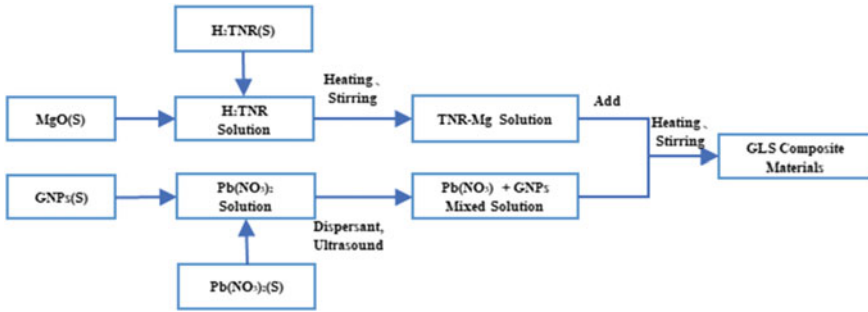 H₂TNR(S)
Heating、
Stirring
MgO(S)
H₂TNR
Solution
TNR-Mg Solution
Add
Heating、
Stirring
GLS Composite
Materials
GNPs(S)
Pb(NO₃)₂
Solution
Pb(NO₃) + GNPs
Mixed Solution
Dispersant,
Ultrasound
Pb(NO₃)₂(S)